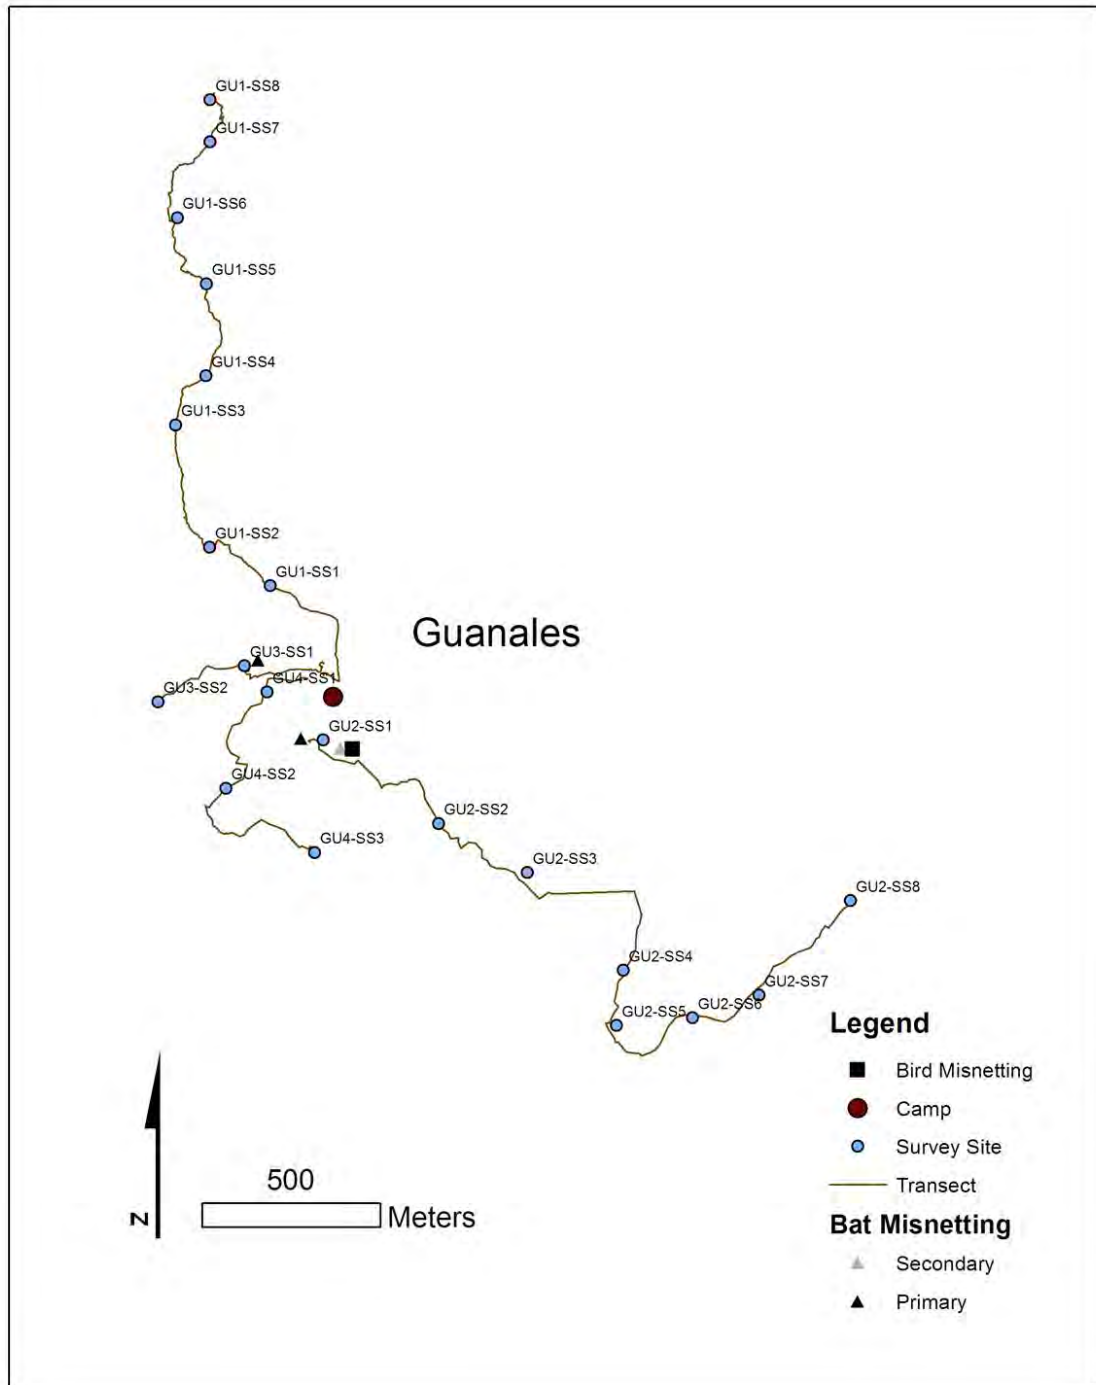 GU1-SS8
GU1-SS7
GU1-SS6
GU1-SS5
GU1-SS4
GU1-SS3
GU1-SS2
GU1-SS1
Guanales
GU3-SS1
GU4-SS1
GU3-SS2
GU2-SS1
GU4-SS2
GU2-SS2
GU4-SS3
GU2-SS3
GU2-SS8
GU2-SS4
GU2-SS7
GU2-SS5
GU2-SS6
Legend
Bird Misnetting
Camp
Survey Site
Transect
Bat Misnetting
Secondary
Primary
N
500
Meters